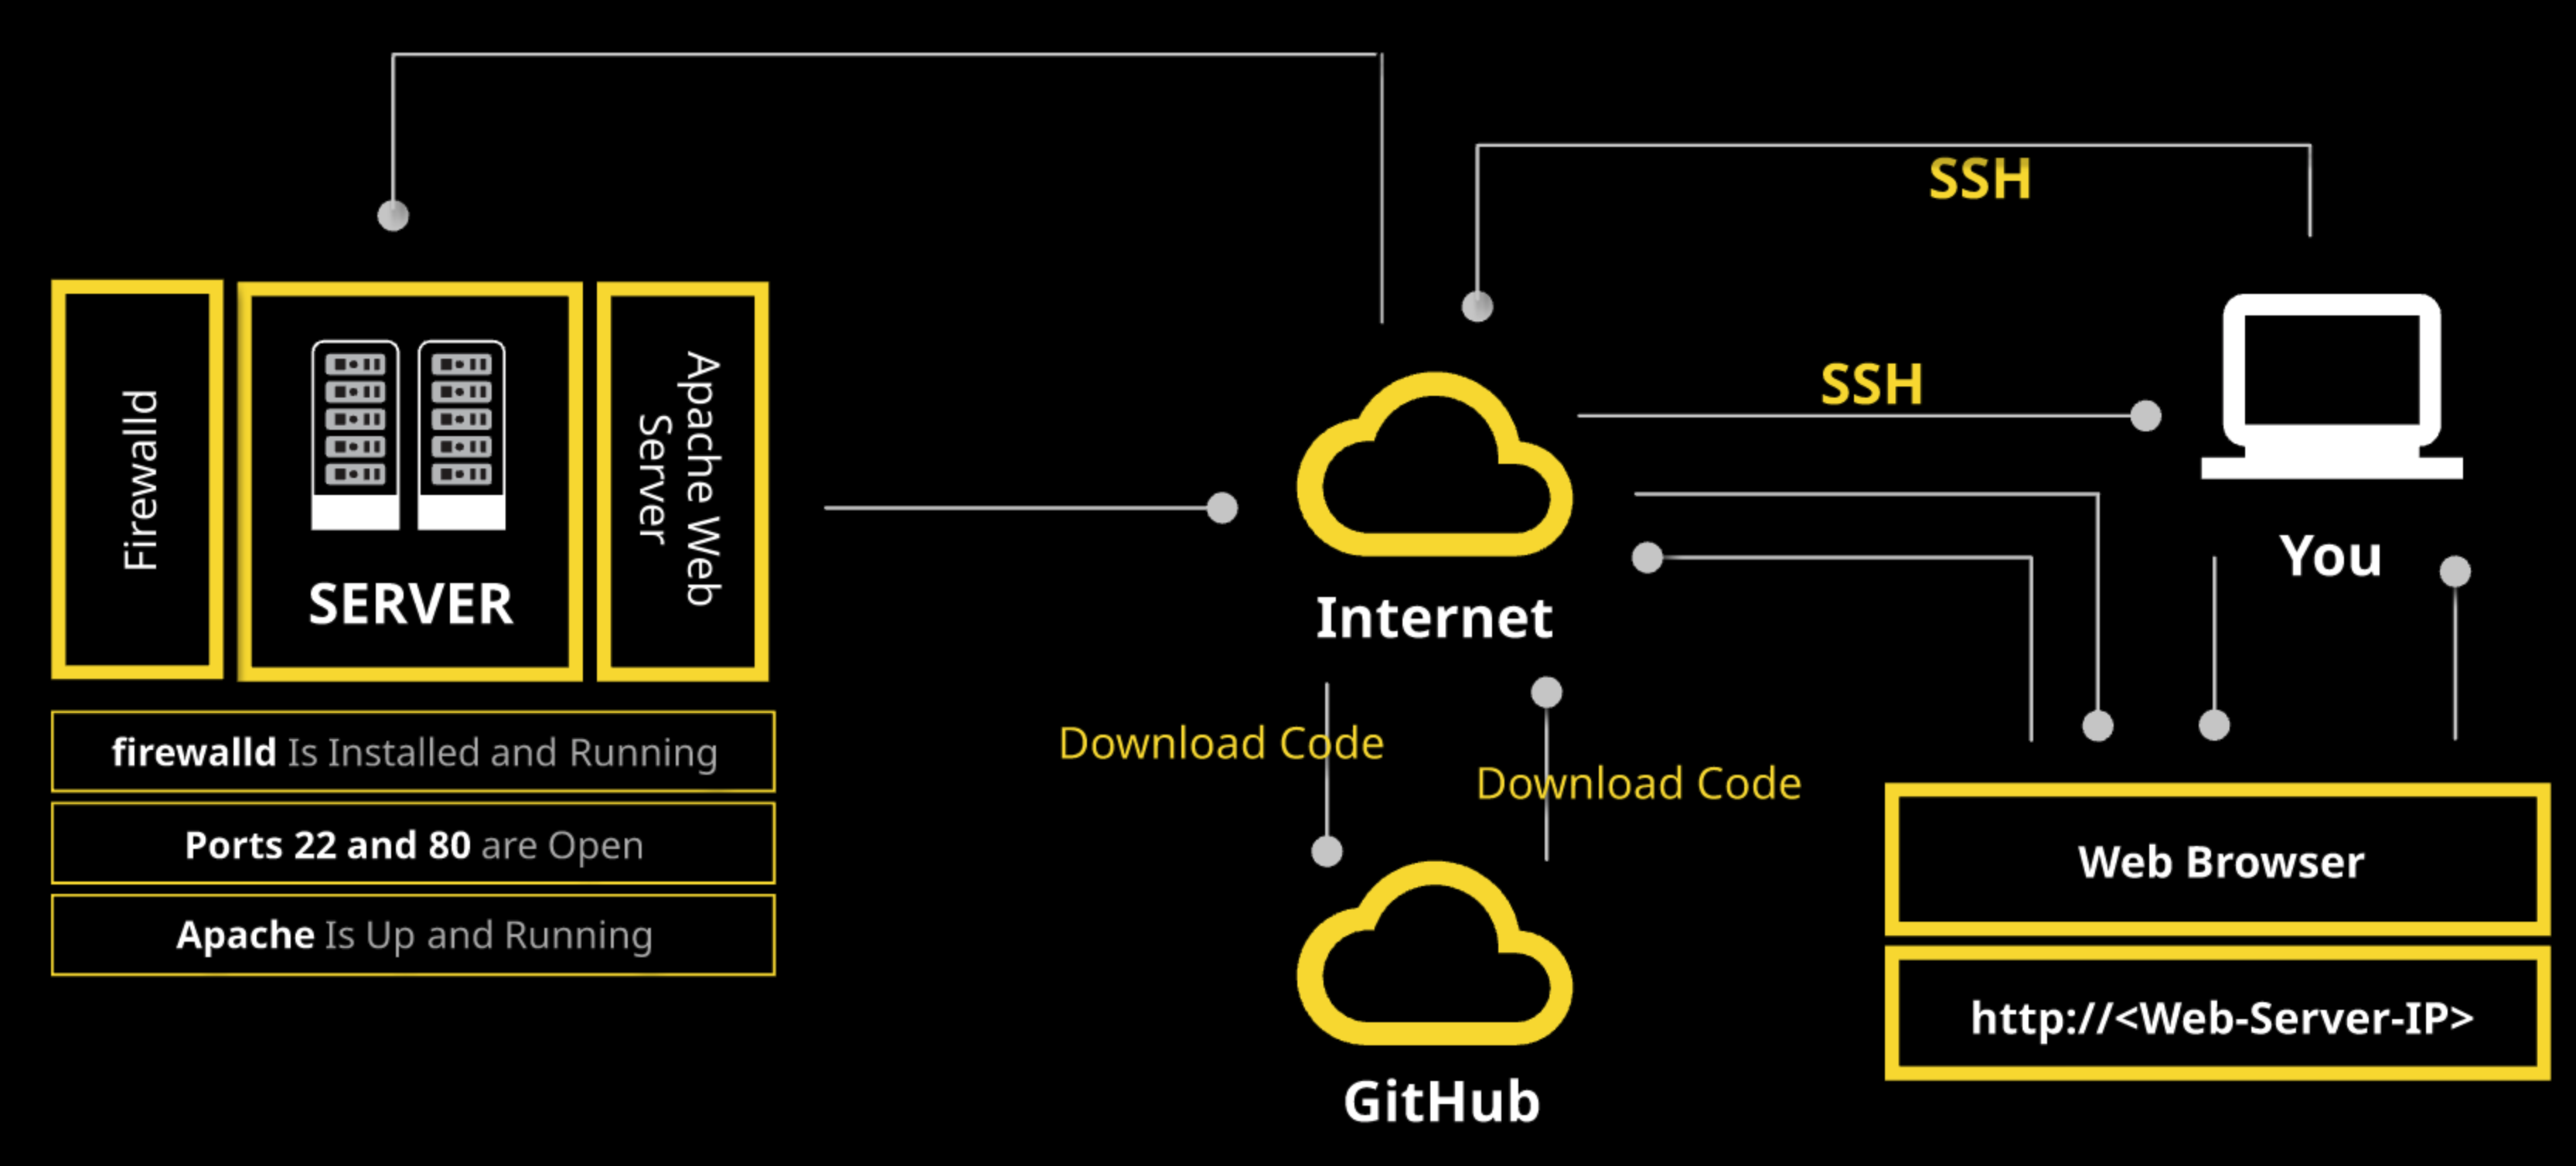 SSH
SSH
Firewalld
SERVER
Apache Web
Server
Internet
You
firewalld Is Installed and Running
Ports 22 and 80 are Open
Apache Is Up and Running
Download Code
Download Code
GitHub
Web Browser
http://<Web-Server-IP>